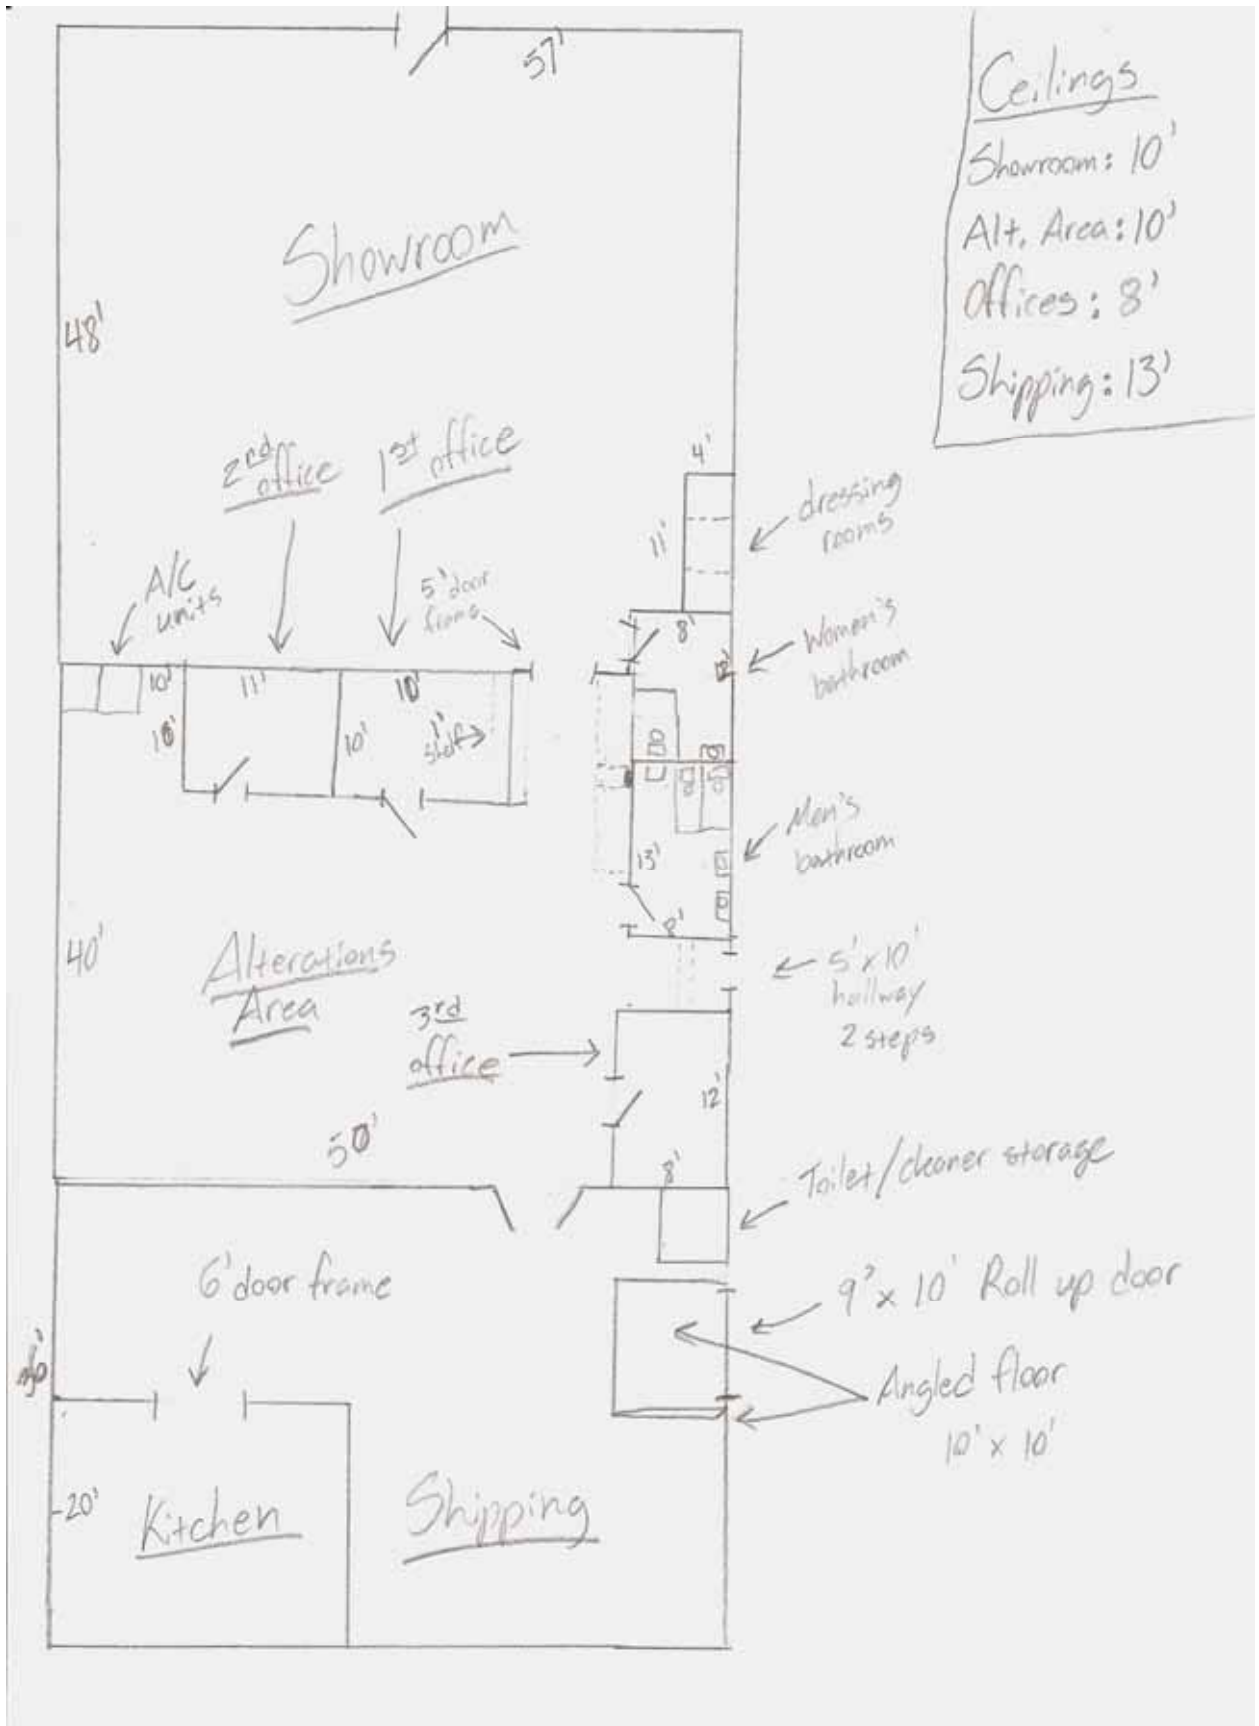 57'
Ceilings
Showroom: 10'
Alt. Area: 10'
Offices: 8'
Shipping: 13'
Showroom
48'
2nd
office
1st office
4'
11'
dressing
rooms
A/C
units
5' door
frame
8'
Women's
bathroom
10'
11'
10'
10'
10'
1'
shelf
13'
Men's
bathroom
8'
40'
Alterations
Area
5' x 10'
hallway
2 steps
3rd
office
12'
50'
8'
Toilet/cleaner storage
6' door frame
9' x 10' Roll up door
Angled floor
10' x 10'
20'
Kitchen
Shipping